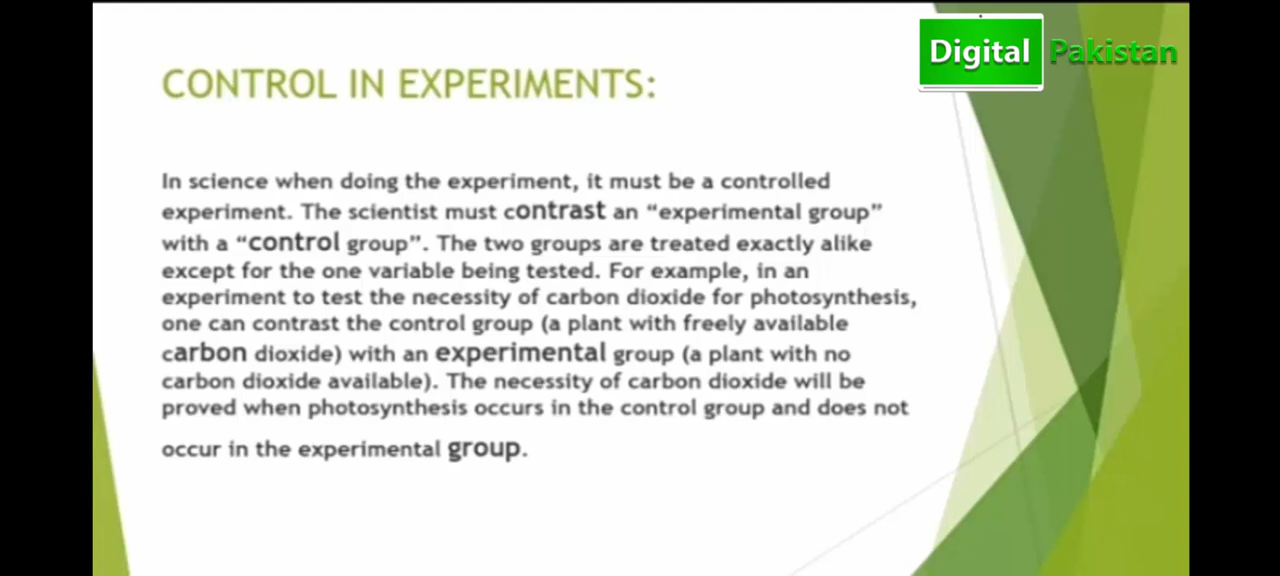 Digital Pakistan
CONTROL IN EXPERIMENTS:
In science when doing the experiment, it must be a controlled
experiment. The scientist must contrast an “experimental group”
with a “control group”. The two groups are treated exactly alike
except for the one variable being tested. For example, in an
experiment to test the necessity of carbon dioxide for photosynthesis,
one can contrast the control group (a plant with freely available
carbon dioxide) with an experimental group (a plant with no
carbon dioxide available). The necessity of carbon dioxide will be
proved when photosynthesis occurs in the control group and does not
occur in the experimental group.